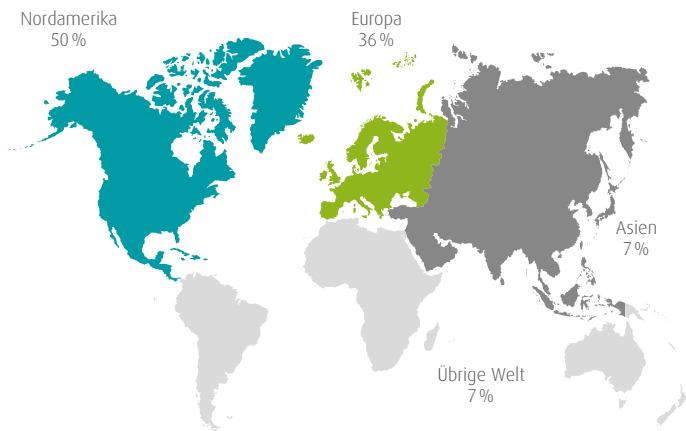 Nordamerika
50 %
Europa
36 %
Asien
7 %
Übrige Welt
7 %